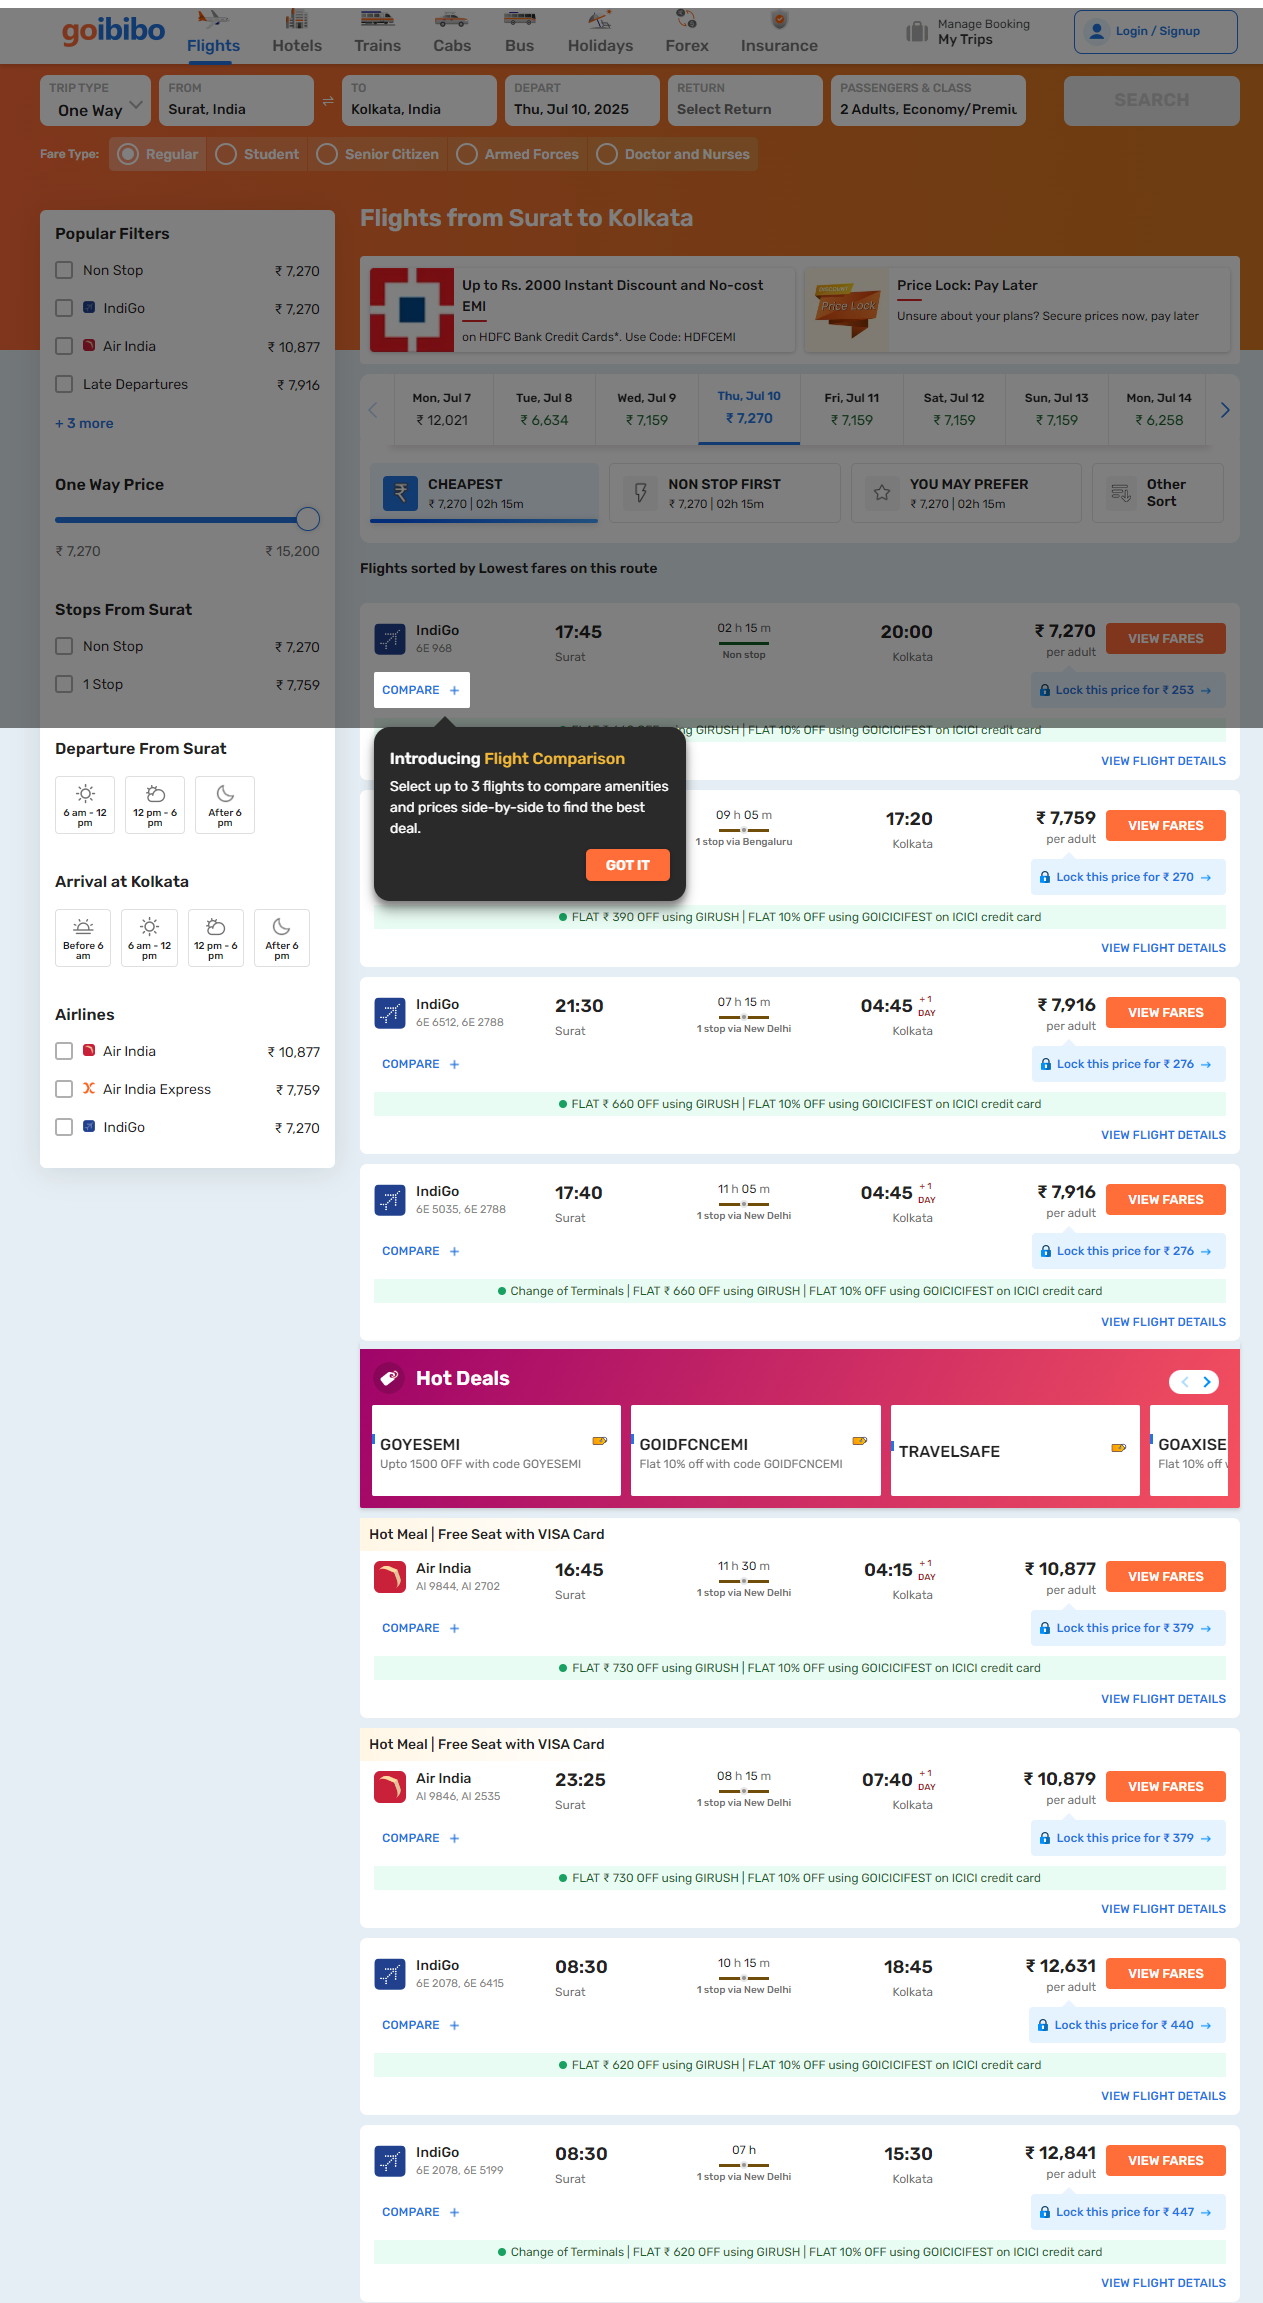 goibibo
Flights
Hotels
Trains
Cabs
Bus
Holidays
Forex
Insurance
Manage Booking
My Trips
Login / Signup
TRIP TYPE
One Way
FROM
Surat, India
TO
Kolkata, India
DEPART
Thu, Jul 10, 2025
RETURN
Select Return
PASSENGERS & CLASS
2 Adults, Economy/Premiu
SEARCH
Fare Type:
Regular
Student
Senior Citizen
Armed Forces
Doctor and Nurses
Popular Filters
Non Stop ₹ 7,270
IndiGo ₹ 7,270
Air India ₹ 10,877
Late Departures ₹ 7,916
+ 3 more
One Way Price
₹ 7,270 ₹ 15,200
Stops From Surat
Non Stop ₹ 7,270
1 Stop ₹ 7,759
Departure From Surat
6 am - 12 pm
12 pm - 6 pm
After 6 pm
Arrival at Kolkata
Before 6 am
6 am - 12 pm
12 pm - 6 pm
After 6 pm
Airlines
Air India ₹ 10,877
Air India Express ₹ 7,759
IndiGo ₹ 7,270
Flights from Surat to Kolkata
Up to Rs. 2000 Instant Discount and No-cost
EMI
on HDFC Bank Credit Cards*. Use Code: HDFCEMI
DISCOUNT
Price Lock
Price Lock: Pay Later
Unsure about your plans? Secure prices now, pay later
Mon, Jul 7
₹ 12,021
Tue, Jul 8
₹ 6,634
Wed, Jul 9
₹ 7,159
Thu, Jul 10
₹ 7,270
Fri, Jul 11
₹ 7,159
Sat, Jul 12
₹ 7,159
Sun, Jul 13
₹ 7,159
Mon, Jul 14
₹ 6,258
CHEAPEST
₹ 7,270 | 02h 15m
NON STOP FIRST
₹ 7,270 | 02h 15m
YOU MAY PREFER
₹ 7,270 | 02h 15m
Other
Sort
Flights sorted by Lowest fares on this route
IndiGo
6E 968
17:45
Surat
02 h 15 m
Non stop
20:00
Kolkata
₹ 7,270
per adult
VIEW FARES
COMPARE +
Lock this price for ₹ 253 →
ng GIRUSH | FLAT 10% OFF using GOICICIFEST on ICICI credit card
VIEW FLIGHT DETAILS
Introducing Flight Comparison
Select up to 3 flights to compare amenities
and prices side-by-side to find the best
deal.
GOT IT
09 h 05 m
1 stop via Bengaluru
17:20
Kolkata
₹ 7,759
per adult
VIEW FARES
Lock this price for ₹ 270 →
FLAT ₹ 390 OFF using GIRUSH | FLAT 10% OFF using GOICICIFEST on ICICI credit card
VIEW FLIGHT DETAILS
IndiGo
6E 6512, 6E 2788
21:30
Surat
07 h 15 m
1 stop via New Delhi
04:45 +1 DAY
Kolkata
₹ 7,916
per adult
VIEW FARES
COMPARE +
Lock this price for ₹ 276 →
FLAT ₹ 660 OFF using GIRUSH | FLAT 10% OFF using GOICICIFEST on ICICI credit card
VIEW FLIGHT DETAILS
IndiGo
6E 5035, 6E 2788
17:40
Surat
11 h 05 m
1 stop via New Delhi
04:45 +1 DAY
Kolkata
₹ 7,916
per adult
VIEW FARES
COMPARE +
Lock this price for ₹ 276 →
Change of Terminals | FLAT ₹ 660 OFF using GIRUSH | FLAT 10% OFF using GOICICIFEST on ICICI credit card
VIEW FLIGHT DETAILS
Hot Deals
GOYESEMI
Upto 1500 OFF with code GOYESEMI
GOIDFCNCEMI
Flat 10% off with code GOIDFCNCEMI
TRAVELSAFE
GOAXISE
Flat 10% off
Hot Meal | Free Seat with VISA Card
Air India
AI 9844, AI 2702
16:45
Surat
11 h 30 m
1 stop via New Delhi
04:15 +1 DAY
Kolkata
₹ 10,877
per adult
VIEW FARES
COMPARE +
Lock this price for ₹ 379 →
FLAT ₹ 730 OFF using GIRUSH | FLAT 10% OFF using GOICICIFEST on ICICI credit card
VIEW FLIGHT DETAILS
Hot Meal | Free Seat with VISA Card
Air India
AI 9846, AI 2535
23:25
Surat
08 h 15 m
1 stop via New Delhi
07:40 +1 DAY
Kolkata
₹ 10,879
per adult
VIEW FARES
COMPARE +
Lock this price for ₹ 379 →
FLAT ₹ 730 OFF using GIRUSH | FLAT 10% OFF using GOICICIFEST on ICICI credit card
VIEW FLIGHT DETAILS
IndiGo
6E 2078, 6E 6415
08:30
Surat
10 h 15 m
1 stop via New Delhi
18:45
Kolkata
₹ 12,631
per adult
VIEW FARES
COMPARE +
Lock this price for ₹ 440 →
FLAT ₹ 620 OFF using GIRUSH | FLAT 10% OFF using GOICICIFEST on ICICI credit card
VIEW FLIGHT DETAILS
IndiGo
6E 2078, 6E 5199
08:30
Surat
07 h
1 stop via New Delhi
15:30
Kolkata
₹ 12,841
per adult
VIEW FARES
COMPARE +
Lock this price for ₹ 447 →
Change of Terminals | FLAT ₹ 620 OFF using GIRUSH | FLAT 10% OFF using GOICICIFEST on ICICI credit card
VIEW FLIGHT DETAILS